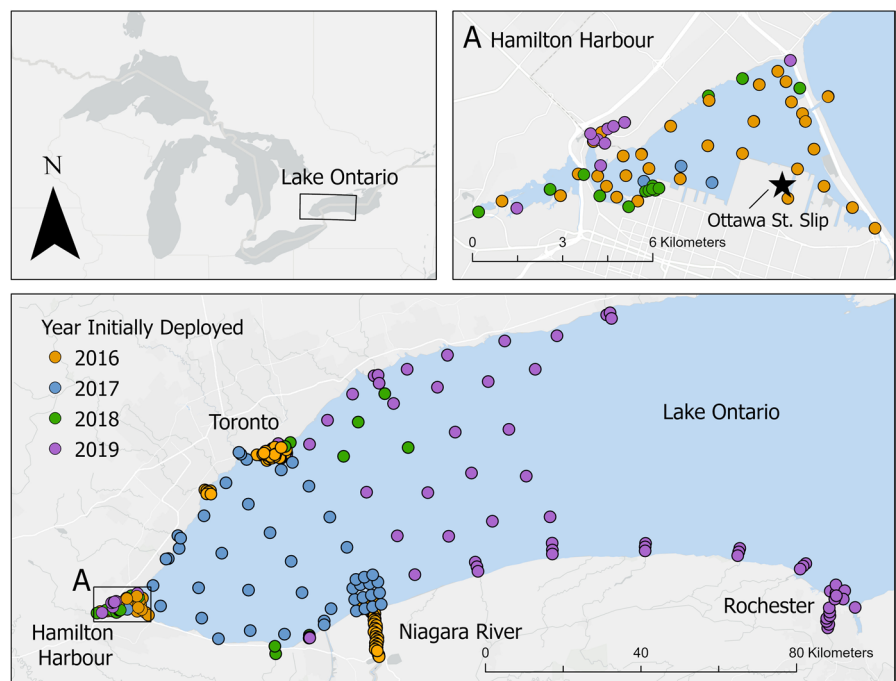 N
Lake Ontario
A Hamilton Harbour
Ottawa St. Slip
0 3 6 Kilometers
Year Initially Deployed
2016
2017
2018
2019
Toronto
Lake Ontario
A
Hamilton
Harbour
Niagara River
Rochester
0 40 80 Kilometers